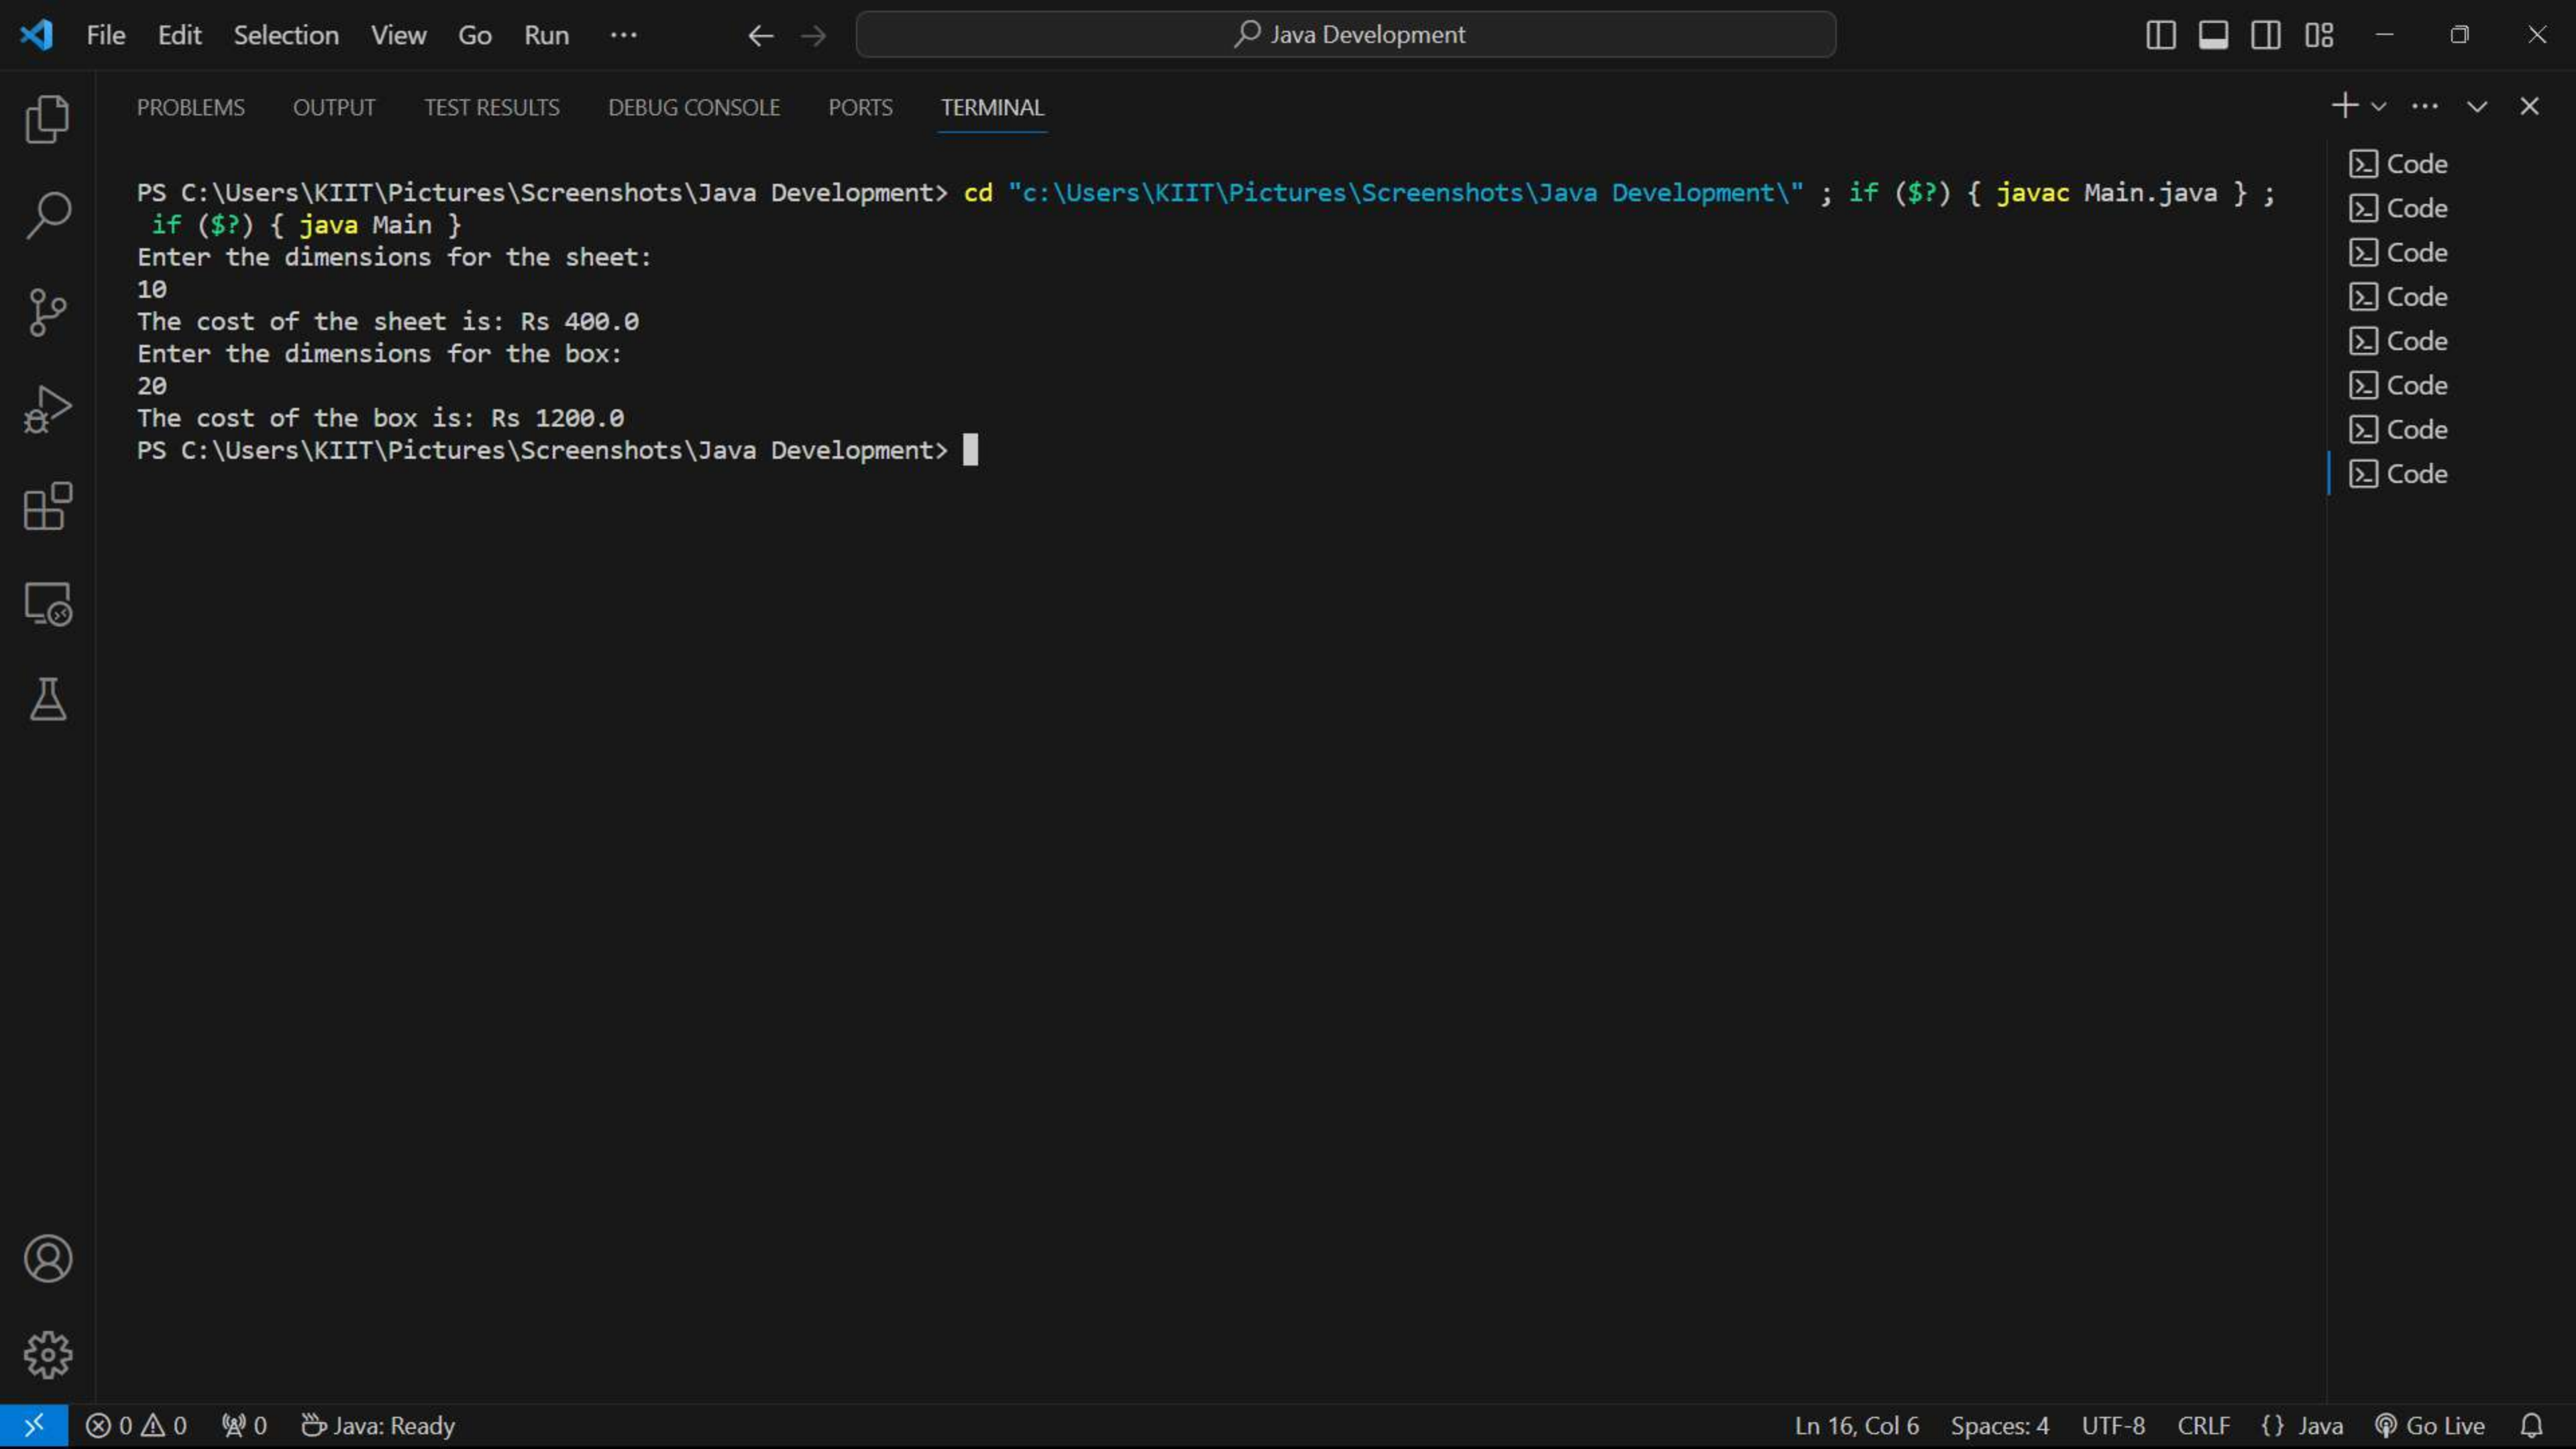 File Edit Selection View Go Run ...
Java Development
PROBLEMS OUTPUT TEST RESULTS DEBUG CONSOLE PORTS TERMINAL
PS C:\Users\KIIT\Pictures\Screenshots\Java Development> cd "c:\Users\KIIT\Pictures\Screenshots\Java Development\" ; if ($?) { javac Main.java } ;
if ($?) { java Main }
Enter the dimensions for the sheet:
10
The cost of the sheet is: Rs 400.0
Enter the dimensions for the box:
20
The cost of the box is: Rs 1200.0
PS C:\Users\KIIT\Pictures\Screenshots\Java Development>
Code
Code
Code
Code
Code
Code
Code
Code
0 0 0 Java: Ready
Ln 16, Col 6 Spaces: 4 UTF-8 CRLF {} Java Go Live